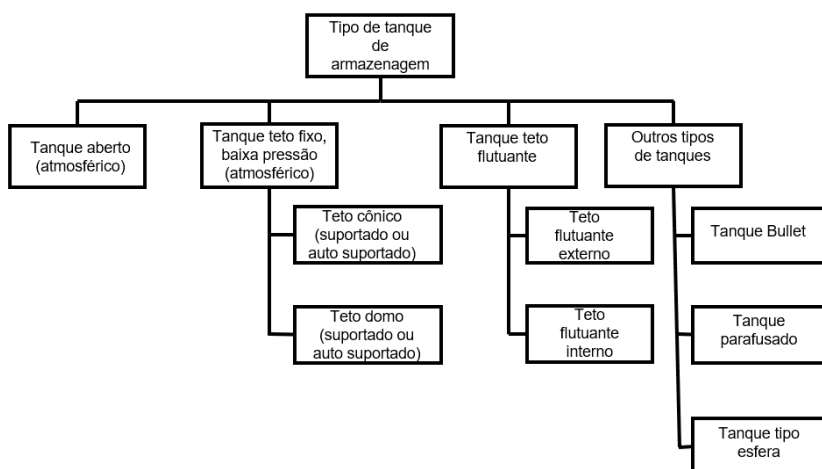 Tipo de tanque
de
armazenagem
Tanque aberto
(atmosférico)
Tanque teto fixo,
baixa pressão
(atmosférico)
Tanque teto
flutuante
Outros tipos
de tanques
Teto cônico
(suportado ou
auto suportado)
Teto
flutuante
externo
Tanque Bullet
Teto domo
(suportado ou
auto suportado)
Teto
flutuante
interno
Tanque
parafusado
Tanque tipo
esfera